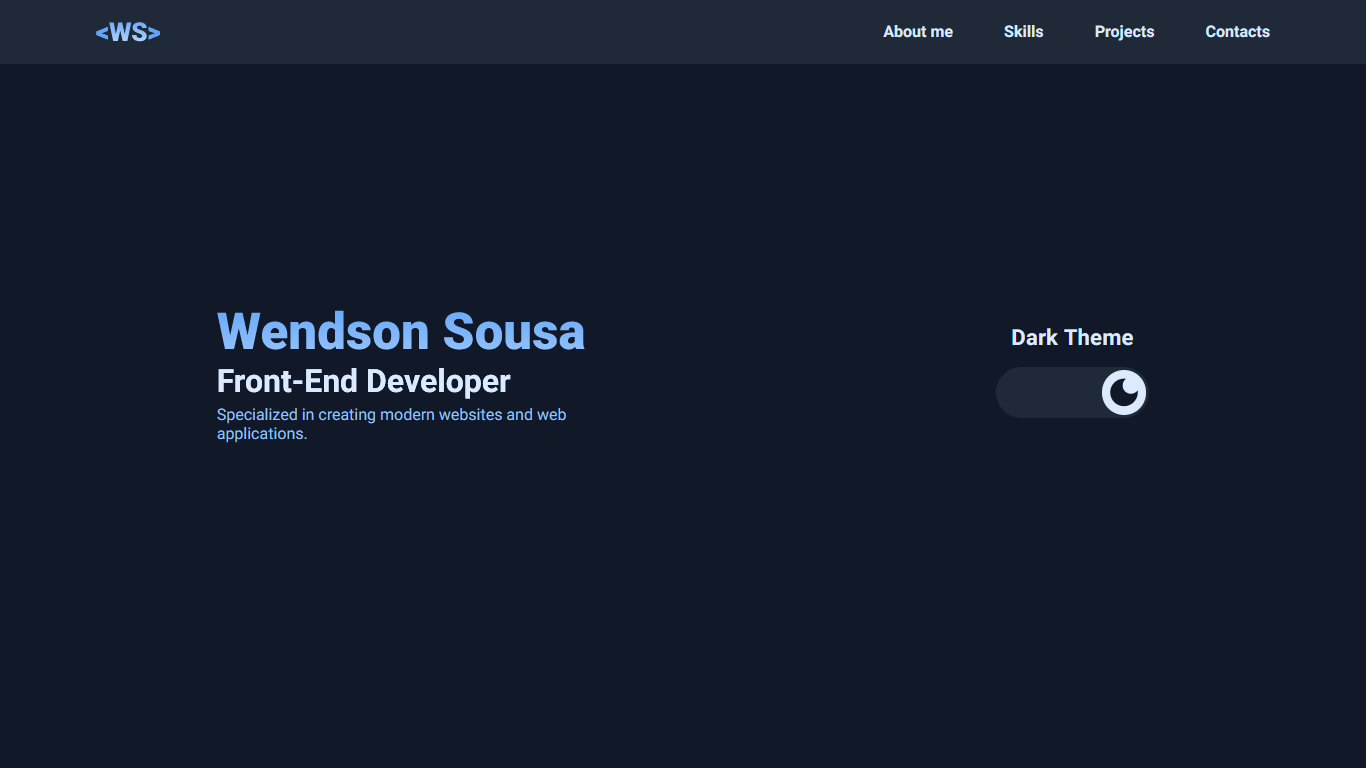 <WS>
About me
Skills
Projects
Contacts
Wendson Sousa
Front-End Developer
Specialized in creating modern websites and web
applications.
Dark Theme